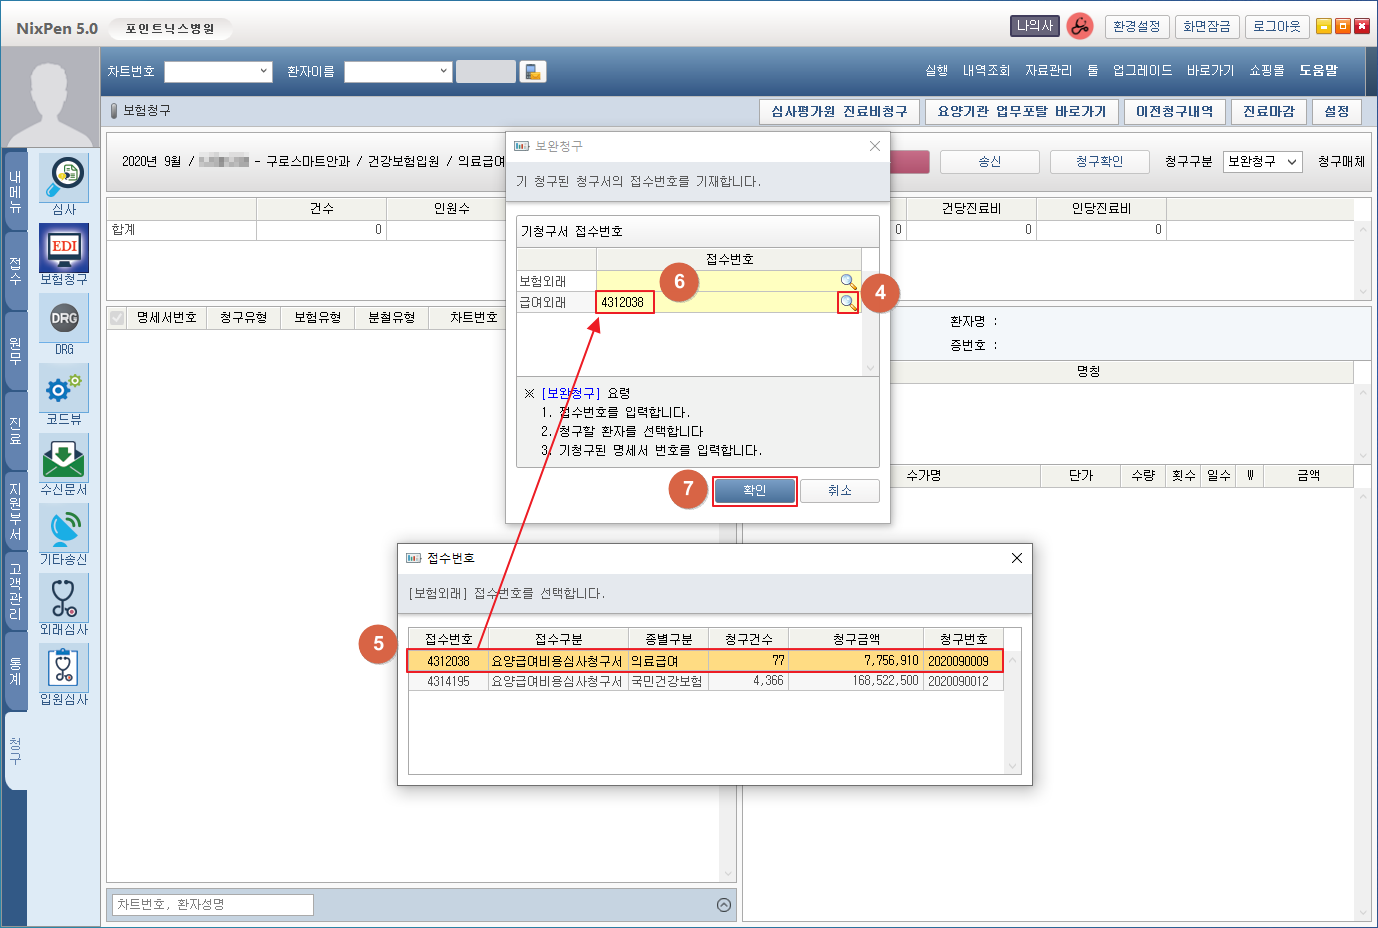 NixPen 5.0
포인트닉스병원
나의사
환경설정
화면잠금
로그아웃
차트번호
환자이름
실행 내역조회 자료관리 툴 업그레이드 바로가기 쇼핑몰 도움말
보험청구
심사평가원 진료비청구
요양기관 업무포탈 바로가기
이전청구내역
진료마감
설정
2020년 9월 /
- 구로스마트안과 / 건강보험입원 / 의료급여
송신
청구확인
청구구분
보완청구
청구매체
건수
인원수
건당진료비
인당진료비
합계
0
0
0
0
명세서번호
청구유형
보험유형
분철유형
차트번호
환자명 :
증번호 :
명칭
수가명
단가
수량
횟수
일수
W
금액
내메뉴
접수
원무
진료
지원부서
고객관리
통계
청구
심사
EDI
보험청구
DRG
DRG
코드뷰
수신문서
기타송신
외래심사
입원심사
보완청구
기 청구된 청구서의 접수번호를 기재합니다.
기청구서 접수번호
접수번호
보험외래
급여외래
4312038
6
4
※ [보완청구] 요령
1. 접수번호를 입력합니다.
2. 청구할 환자를 선택합니다
3. 기청구된 명세서 번호를 입력합니다.
7
확인
취소
접수번호
[보험외래] 접수번호를 선택합니다.
5
접수번호 접수구분 종별구분 청구건수 청구금액 청구번호
4312038 요양급여비용심사청구서 의료급여 77 7,756,910 2020090009
4314195 요양급여비용심사청구서 국민건강보험 4,366 168,522,500 2020090012
차트번호, 환자성명